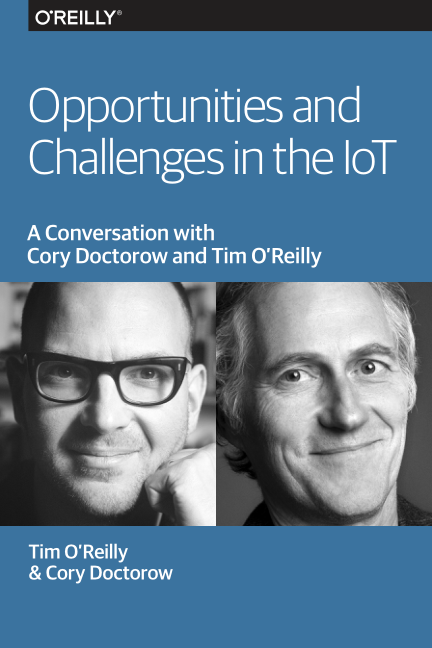 O'REILLY®
Opportunities and
Challenges in the IoT
A Conversation with
Cory Doctorow and Tim O'Reilly
Tim O'Reilly
& Cory Doctorow